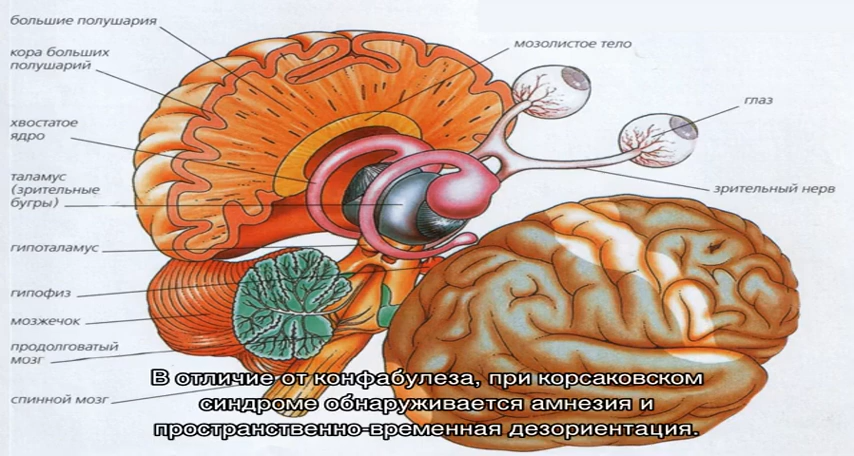 большие полушария
кора больших
полушарий
хвостатое
ядро
таламус
(зрительные
бугры)
гипоталамус
гипофиз
мозжечок
продолговатый
мозг
спинной мозг
мозолистое тело
глаз
зрительный нерв
В отличие от конфабулеза, при корсаковском
синдроме обнаруживается амнезия и
пространственно-временная дезориентация.